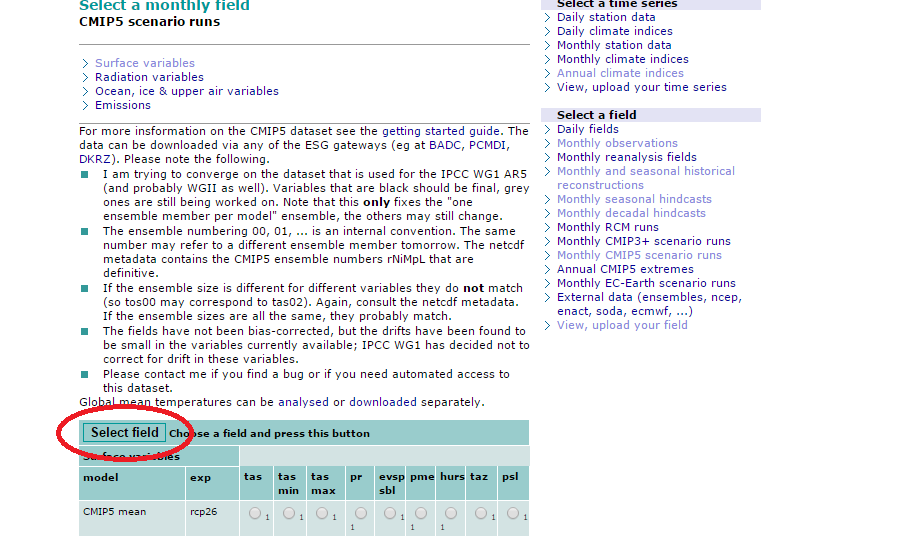 Select a monthly field
CMIP5 scenario runs
Surface variables
Radiation variables
Ocean, ice & upper air variables
Emissions
For more insformation on the CMIP5 dataset see the getting started guide. The
data can be downloaded via any of the ESG gateways (eg at BADC, PCMDI,
DKRZ). Please note the following.
I am trying to converge on the dataset that is used for the IPCC WG1 AR5
(and probably WGII as well). Variables that are black should be final, grey
ones are still being worked on. Note that this only fixes the "one
ensemble member per model" ensemble, the others may still change.
The ensemble numbering 00, 01, ... is an internal convention. The same
number may refer to a different ensemble member tomorrow. The netcdf
metadata contains the CMIP5 ensemble numbers rNiMpL that are
definitive.
If the ensemble size is different for different variables they do not match
(so tos00 may correspond to tas02). Again, consult the netcdf metadata.
If the ensemble sizes are all the same, they probably match.
The fields have not been bias-corrected, but the drifts have been found to
be small in the variables currently available; IPCC WG1 has decided not to
correct for drift in these variables.
Please contact me if you find a bug or if you need automated access to
this dataset.
Global mean temperatures can be analysed or downloaded separately.
Select field Choose a field and press this button
Surface variables
model exp tas tas min tas max pr evsp sbl pme hurs taz psl
CMIP5 mean rcp26 1 1 1 1 1 1 1 1 1
Select a time series
Daily station data
Daily climate indices
Monthly station data
Monthly climate indices
Annual climate indices
View, upload your time series
Select a field
Daily fields
Monthly observations
Monthly reanalysis fields
Monthly and seasonal historical
reconstructions
Monthly seasonal hindcasts
Monthly decadal hindcasts
Monthly RCM runs
Monthly CMIP3+ scenario runs
Monthly CMIP5 scenario runs
Annual CMIP5 extremes
Monthly EC-Earth scenario runs
External data (ensembles, ncep,
enact, soda, ecmwf, ...)
View, upload your field